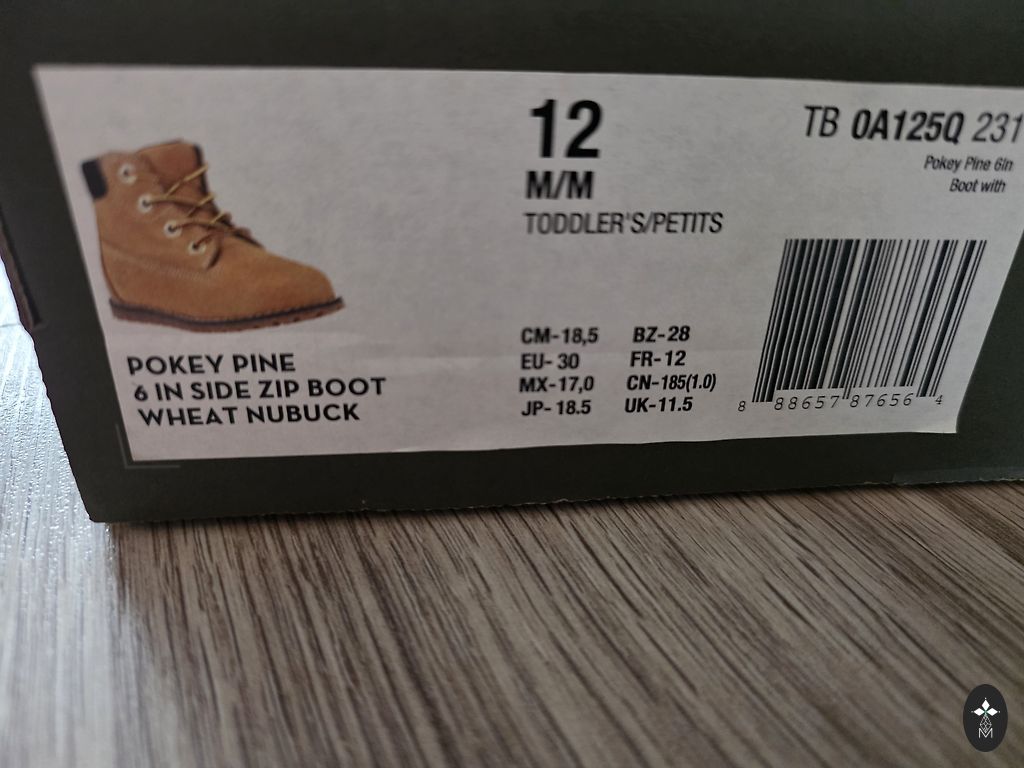 12
M/M
TODDLER'S/PETITS
TB 0A125Q 231
Pokey Pine 6In
Boot with
POKEY PINE
6 IN SIDE ZIP BOOT
WHEAT NUBUCK
CM-18,5 BZ-28
EU- 30 FR-12
MX-17,0 CN-185(1.0)
JP- 18.5 UK-11.5
8 88657 87656 4
M